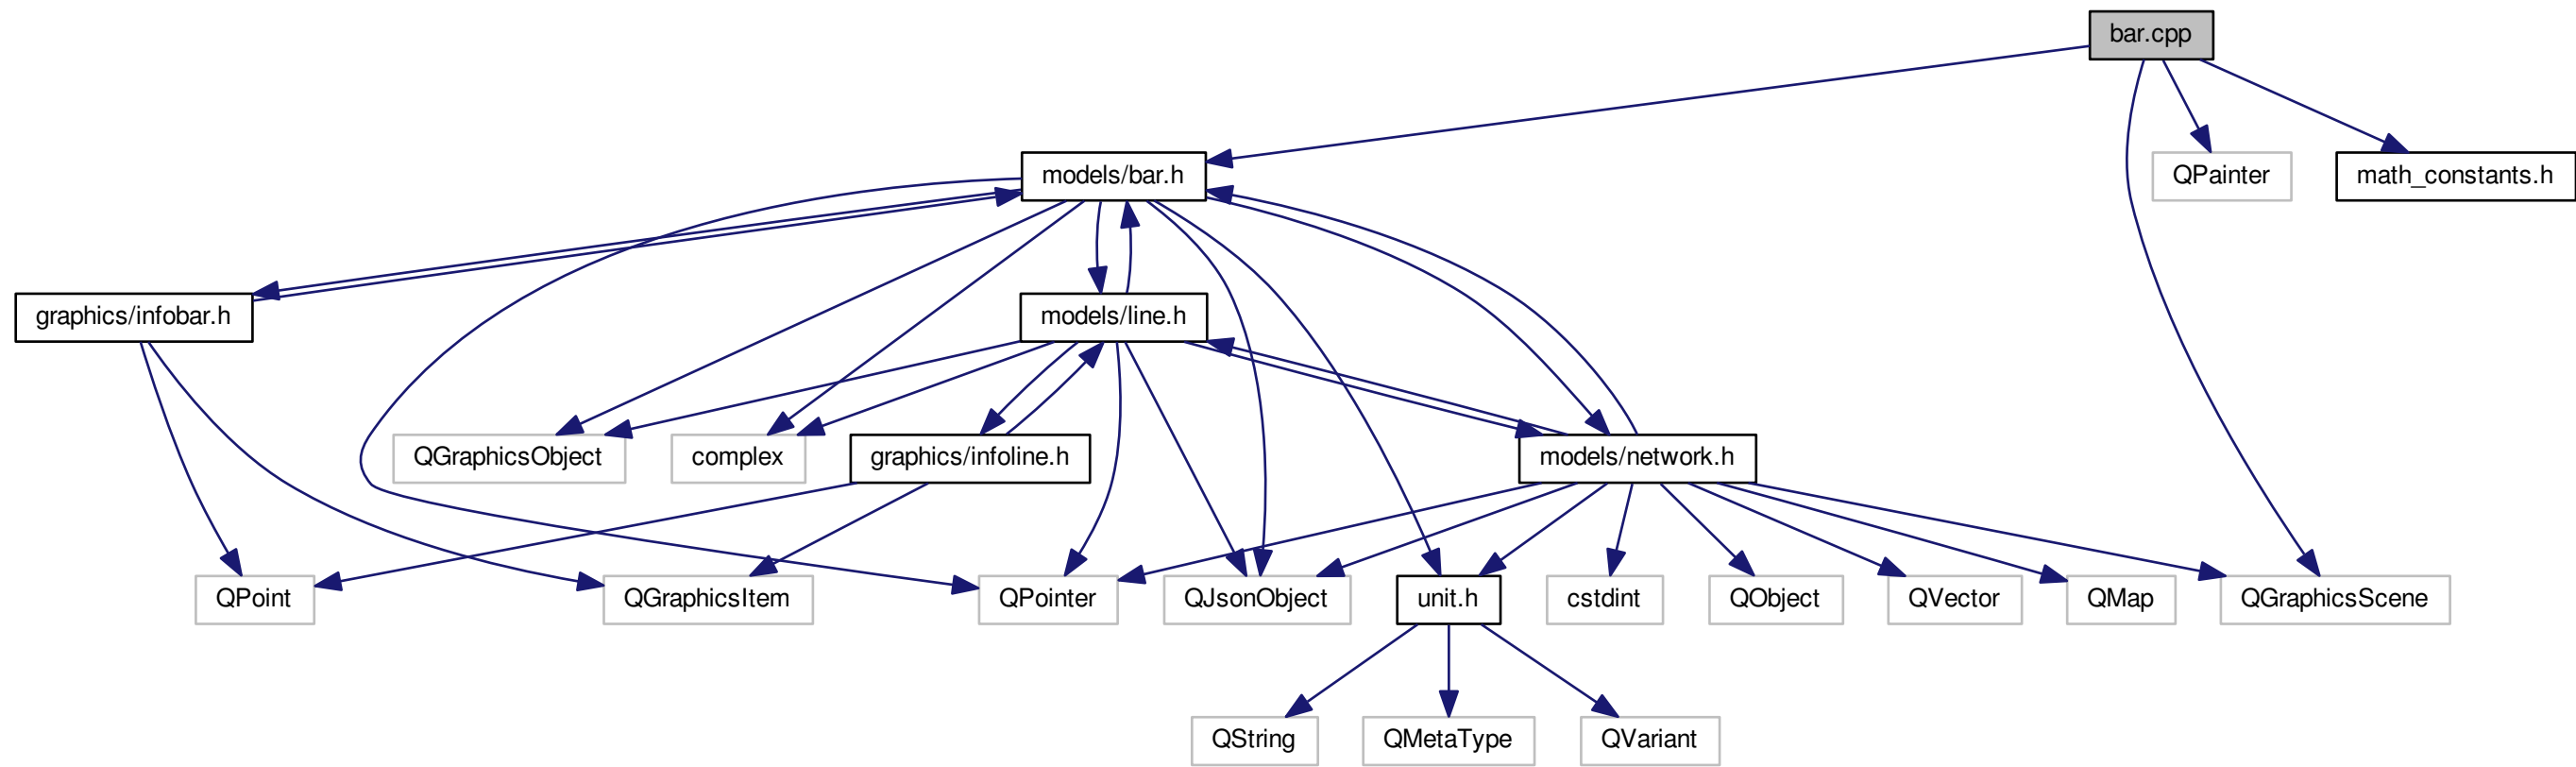 bar.cpp
models/bar.h
QPainter
math_constants.h
graphics/infobar.h
models/line.h
QGraphicsObject
complex
graphics/infoline.h
models/network.h
QPoint
QGraphicsItem
QPointer
QJsonObject
unit.h
cstdint
QObject
QVector
QMap
QGraphicsScene
QString
QMetaType
QVariant